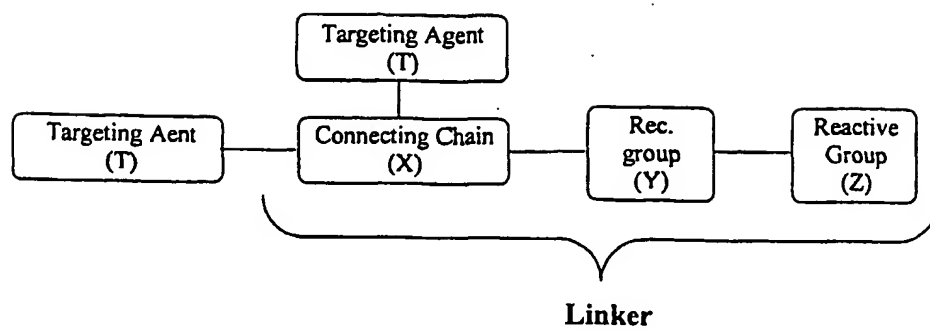 Targeting Agent
(T)
Targeting Aent
(T)
Connecting Chain
(X)
Rec.
group
(Y)
Reactive
Group
(Z)
Linker